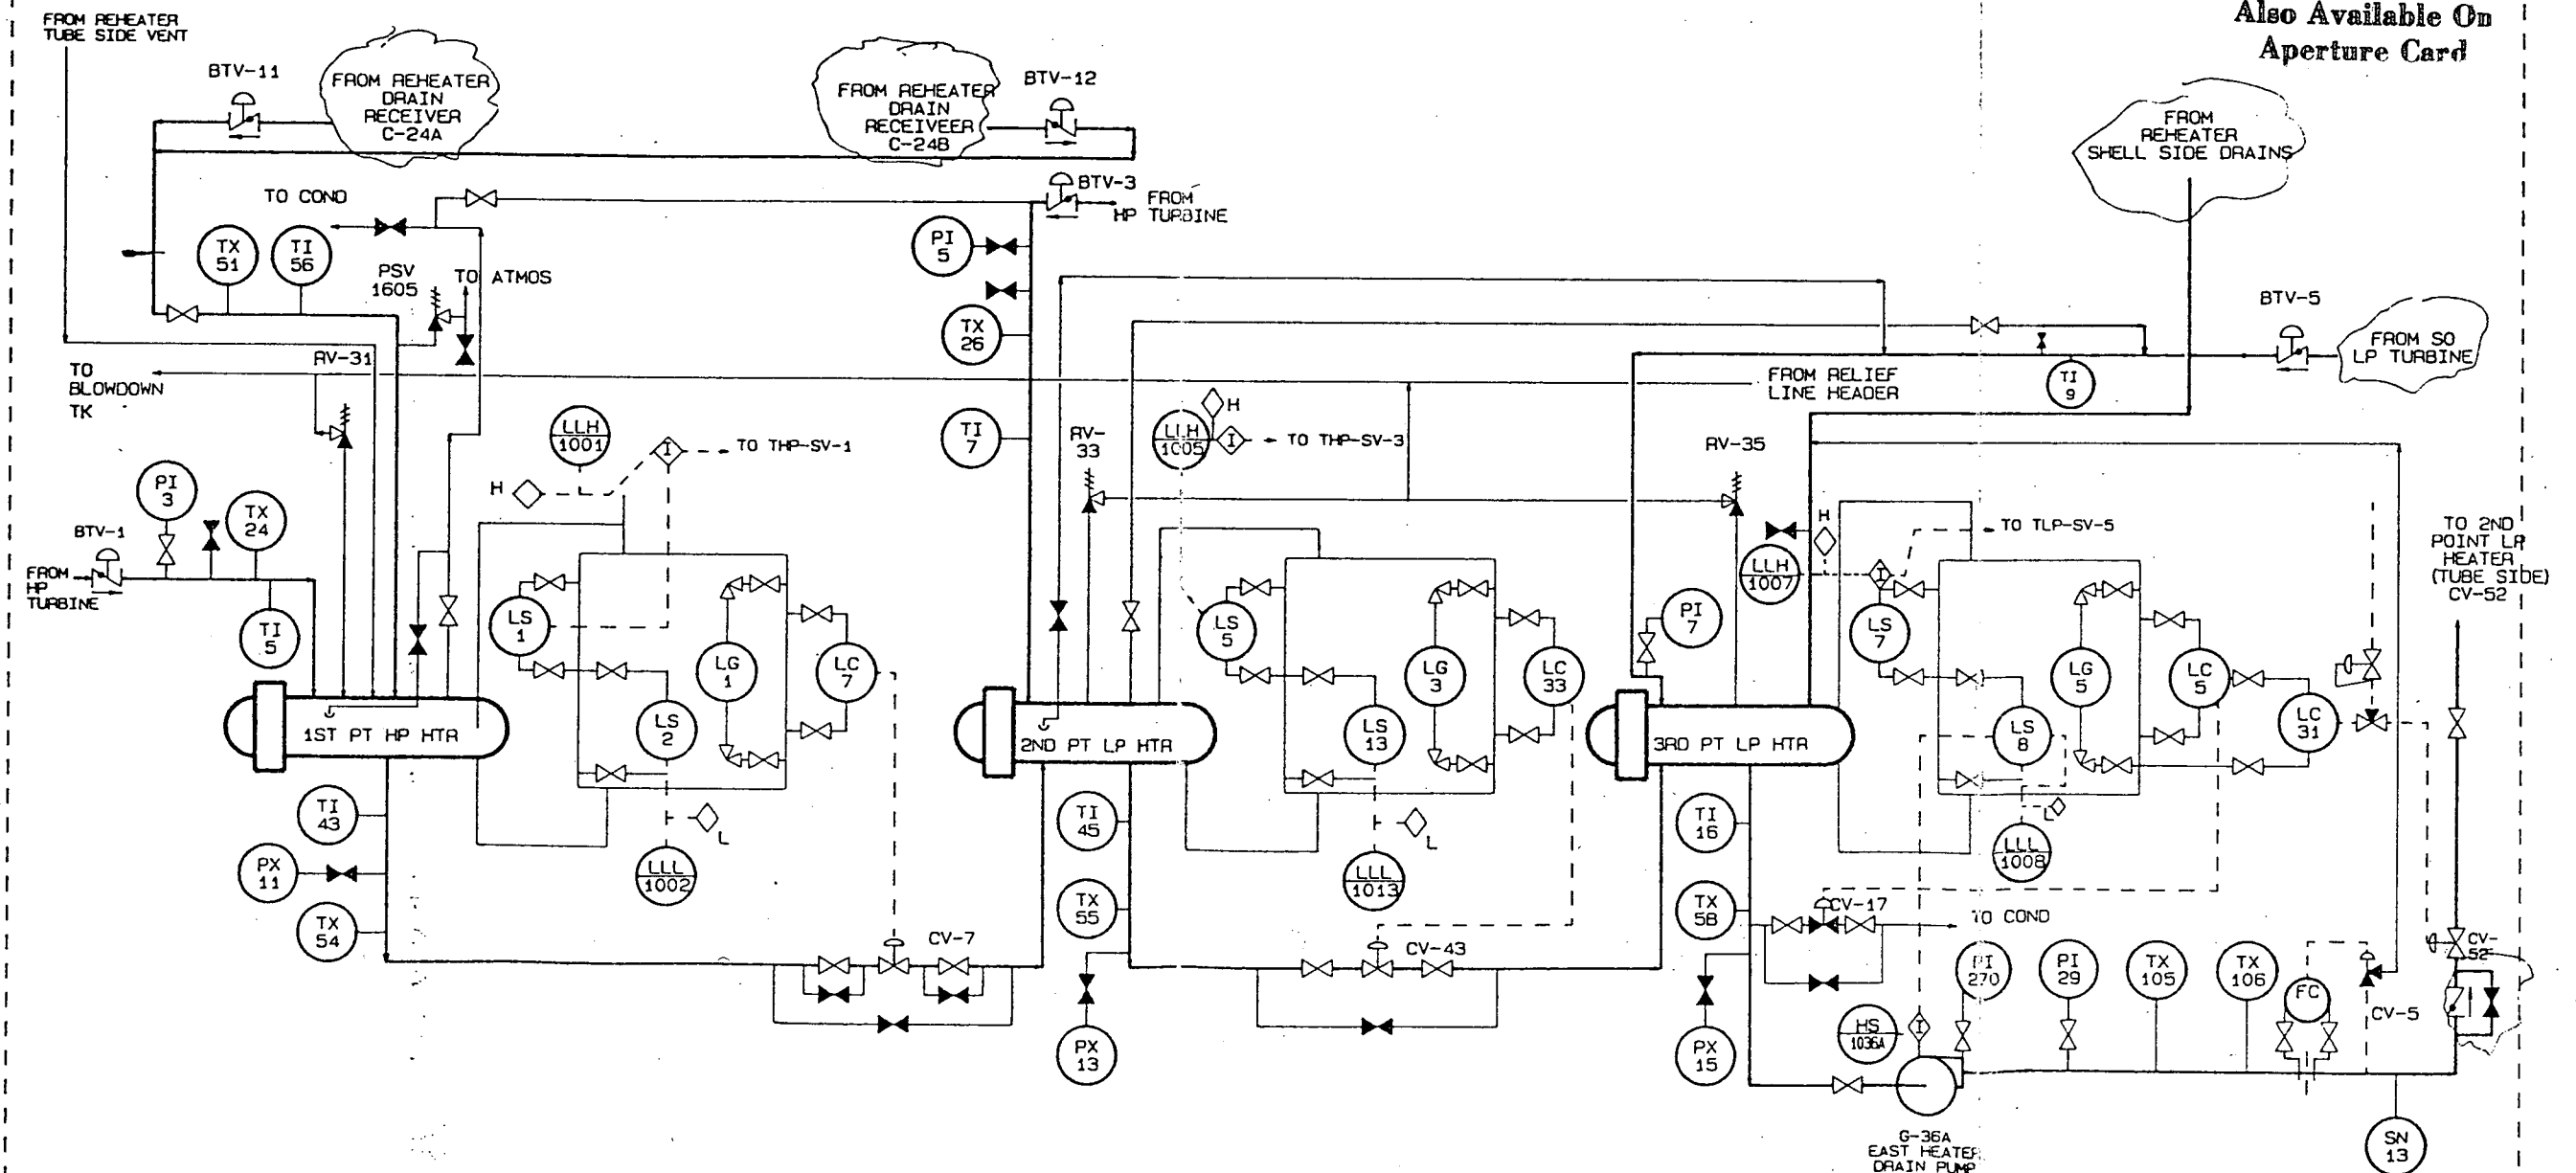 Also Available On
Aperture Card
FROM REHEATER
TUBE SIDE VENT
BTV-11
FROM REHEATER
DRAIN
RECEIVER
C-24A
FROM REHEATER
DRAIN
RECEIVEER
C-24B
BTV-12
FROM
REHEATER
SHELL SIDE DRAINS
TO COND
BTV-3
FROM
HP TURBINE
TX
51
TI
56
PSV
1605
TO ATMOS
PI
5
TX
26
BTV-5
FROM SO
LP TURBINE
RV-31
TO
BLOWDOWN
TK
FROM RELIEF
LINE HEADER
TI
9
LLH
1001
H
I
TO THP-SV-1
TI
7
RV-
33
LLH
1005
H
I
TO THP-SV-3
RV-35
PI
3
TX
24
BTV-1
FROM
HP
TURBINE
TI
5
LS
1
LG
1
LC
7
LS
2
LS
5
LG
3
LC
33
LS
13
PI
7
LLH
1007
H
I
TO TLP-SV-5
LS
7
LG
5
LC
5
LS
8
LC
31
TO 2ND
POINT LP
HEATER
(TUBE SIDE)
CV-52
1ST PT HP HTR
2ND PT LP HTR
3RD PT LP HTR
TI
43
PX
11
TX
54
L
LLL
1002
CV-7
TI
45
TX
55
PX
13
L
LLL
1013
CV-43
TI
16
TX
58
PX
15
L
LLL
1008
CV-17
TO COND
HS
1036A
I
PI
270
PI
29
TX
105
TX
106
FC
CV-5
CV-
52
G-36A
EAST HEATER
DRAIN PUMP
SN
13